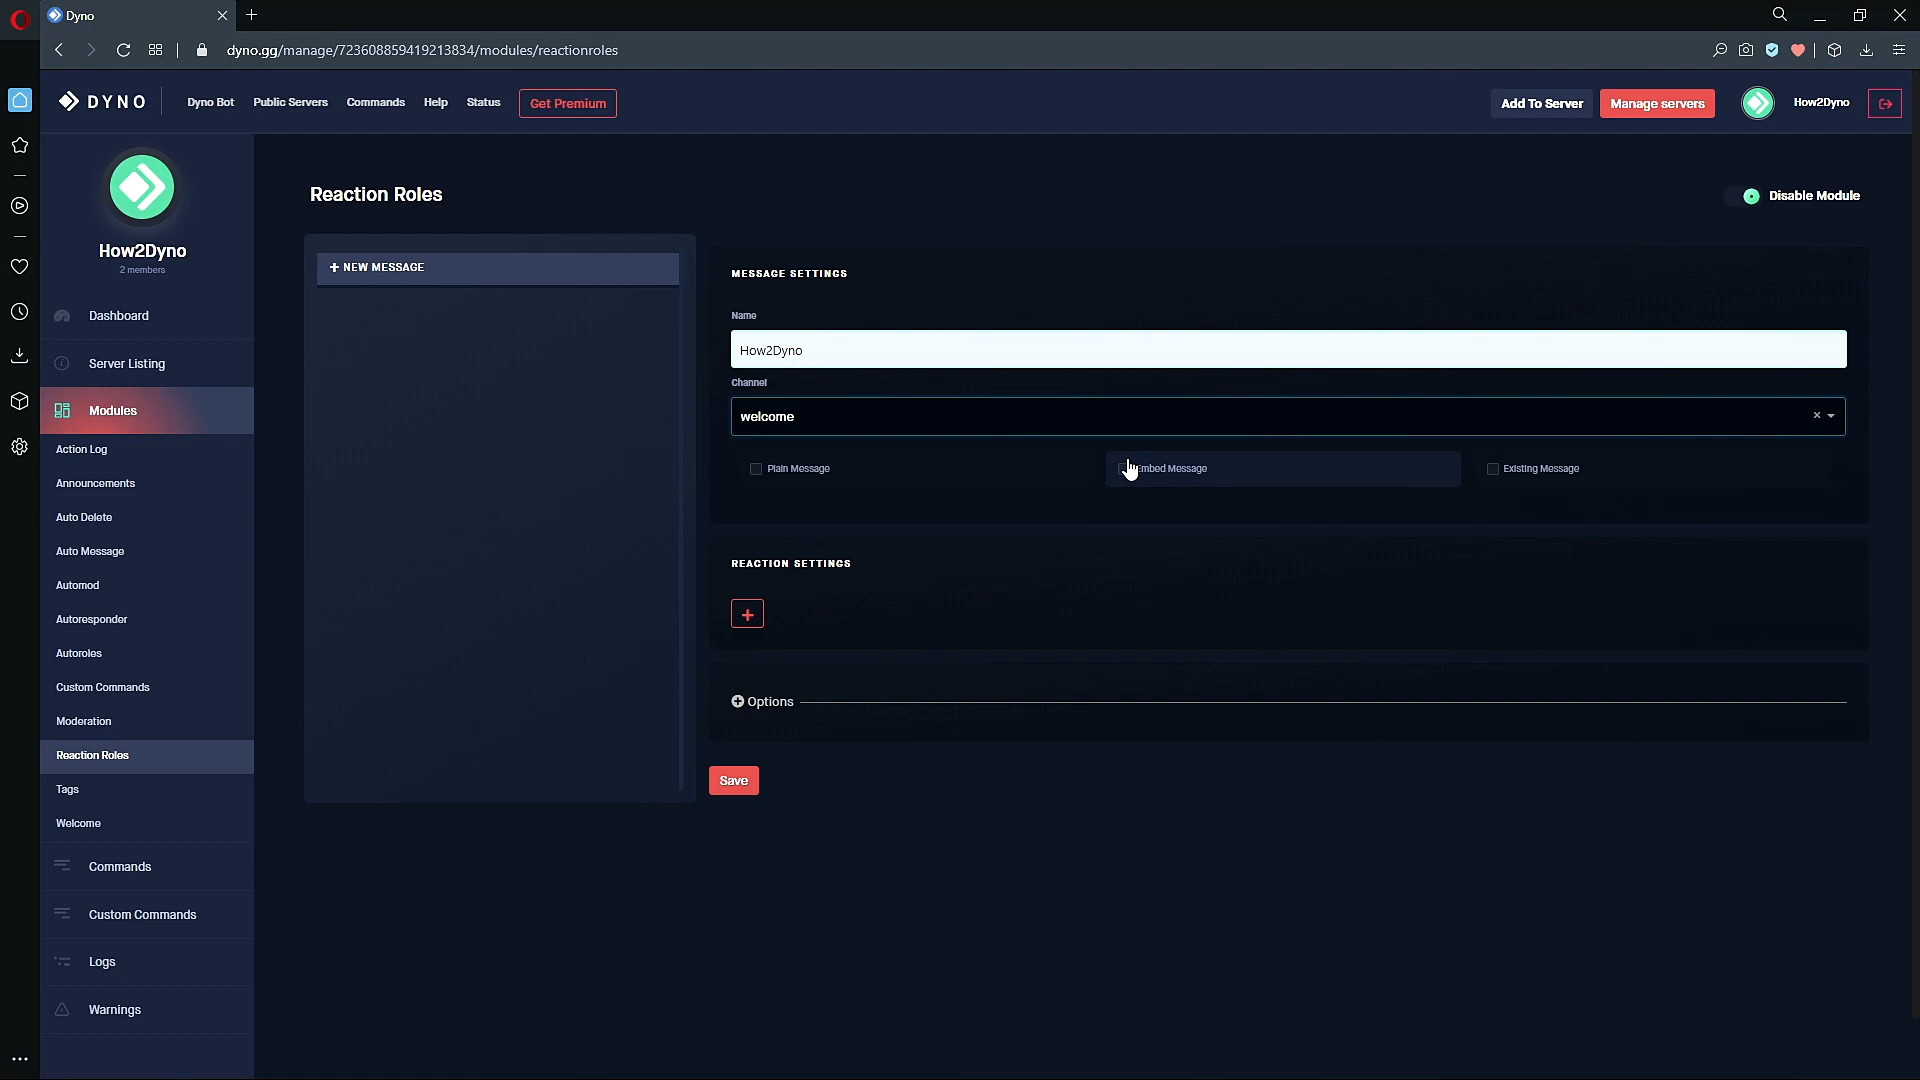 Dyno
dyno.gg/manage/723608859419213834/modules/reactionroles
DYNO
Dyno Bot
Public Servers
Commands
Help
Status
Get Premium
Add To Server
Manage servers
How2Dyno
How2Dyno
2 members
Dashboard
Server Listing
Modules
Action Log
Announcements
Auto Delete
Auto Message
Automod
Autoresponder
Autoroles
Custom Commands
Moderation
Reaction Roles
Tags
Welcome
Commands
Custom Commands
Logs
Warnings
Reaction Roles
Disable Module
+ NEW MESSAGE
MESSAGE SETTINGS
Name
How2Dyno
Channel
welcome
Plain Message
Embed Message
Existing Message
REACTION SETTINGS
+
Options
Save